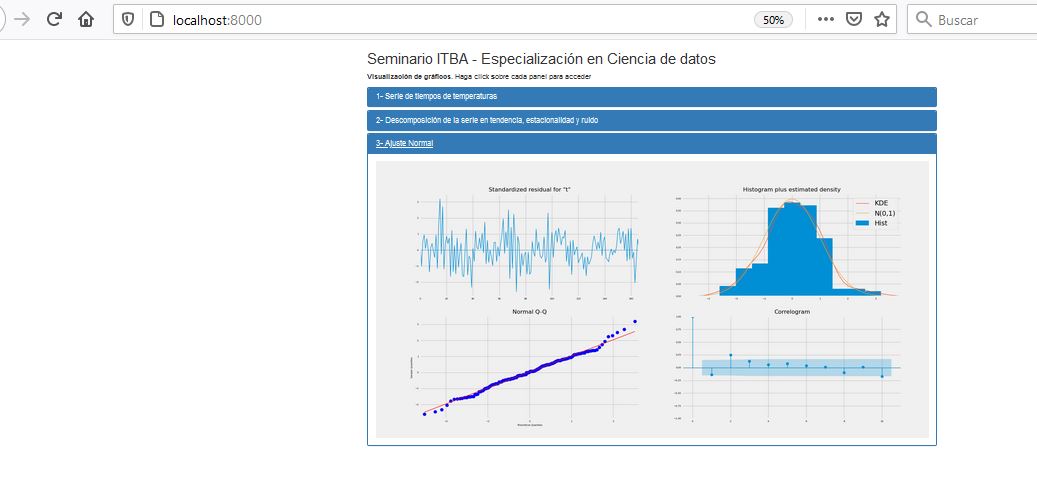 localhost:8000
50%
Buscar
Seminario ITBA - Especialización en Ciencia de datos
Visualización de gráficos. Haga click sobre cada panel para acceder
1- Serie de tiempos de temperaturas
2- Descomposición de la serie en tendencia, estacionalidad y ruido
3- Ajuste Normal
Standardized residual for "t"
Histogram plus estimated density
KDE
N(0,1)
Hist
Normal Q-Q
Correlogram